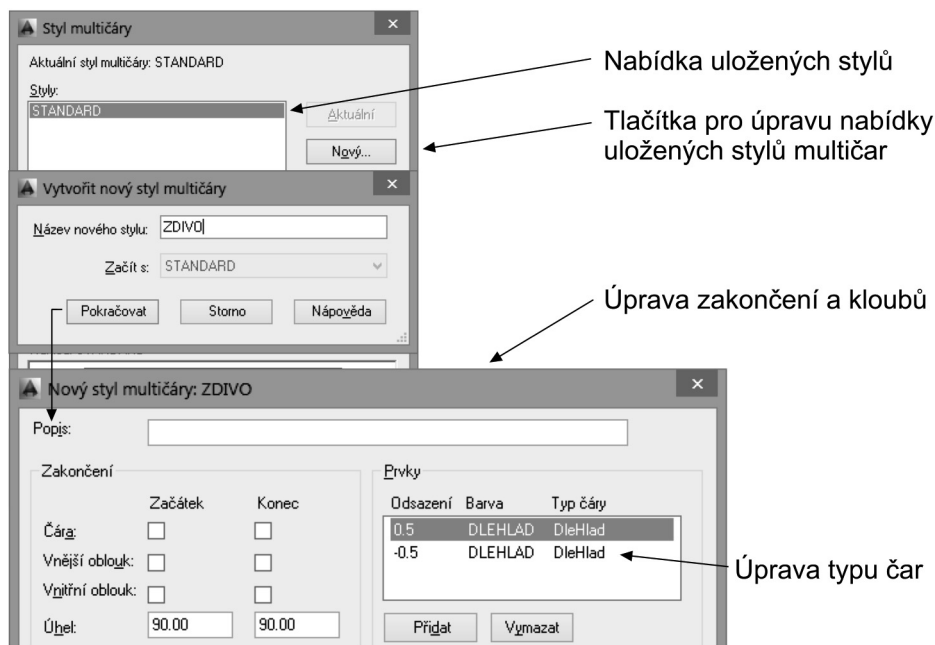 Styl multičáry
Aktuální styl multičáry: STANDARD
Styly:
STANDARD
Aktuální
Nový...
Nabídka uložených stylů
Tlačítka pro úpravu nabídky
uložených stylů multičar
Vytvořit nový styl multičáry
Název nového stylu: ZDIVO
Začít s: STANDARD
Pokračovat Storno Nápověda
Úprava zakončení a kloubů
Nový styl multičáry: ZDIVO
Popis:
Zakončení
Začátek Konec
Čára:
Vnější oblouk:
Vnitřní oblouk:
Úhel: 90.00 90.00
Prvky
Odsazení Barva Typ čáry
0.5 DLEHLAD DleHlad
-0.5 DLEHLAD DleHlad
Přidat Vymazat
Úprava typu čar